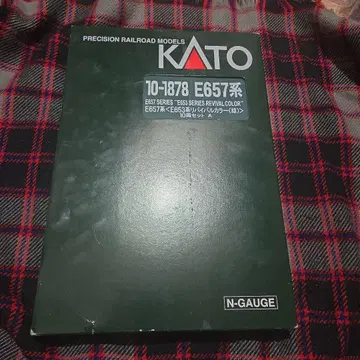 PRECISION RAILROAD MODELS
KATO
10-1878 E657系
E657 SERIES "E653 SERIES REVIVAL COLOR"
E657系<E653系リバイバルカラー(緑)>
10両セット
N-GAUGE